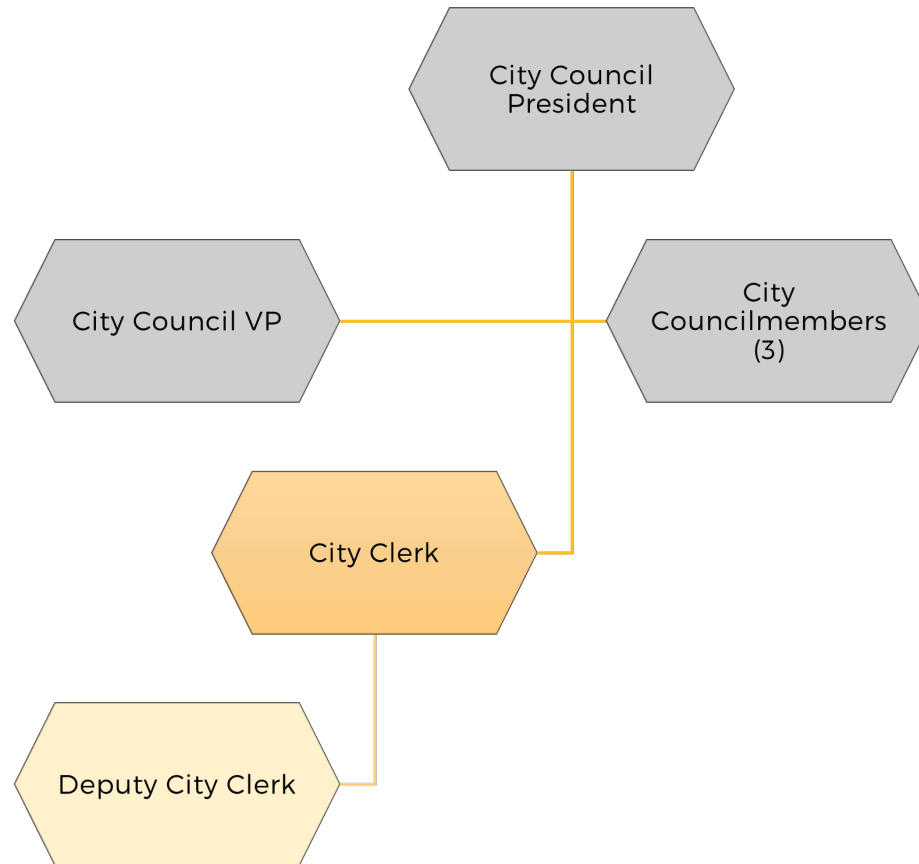 City Council
President
City Council VP
City
Councilmembers
(3)
City Clerk
Deputy City Clerk